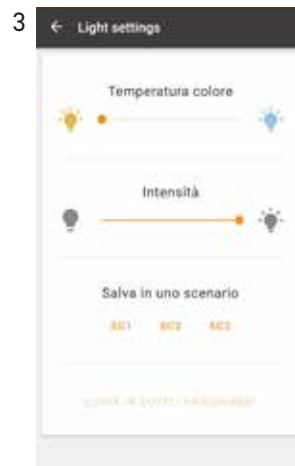 3
← Light settings
Temperatura colore
Intensità
Salva in uno scenario
SC1 SC2 SC3